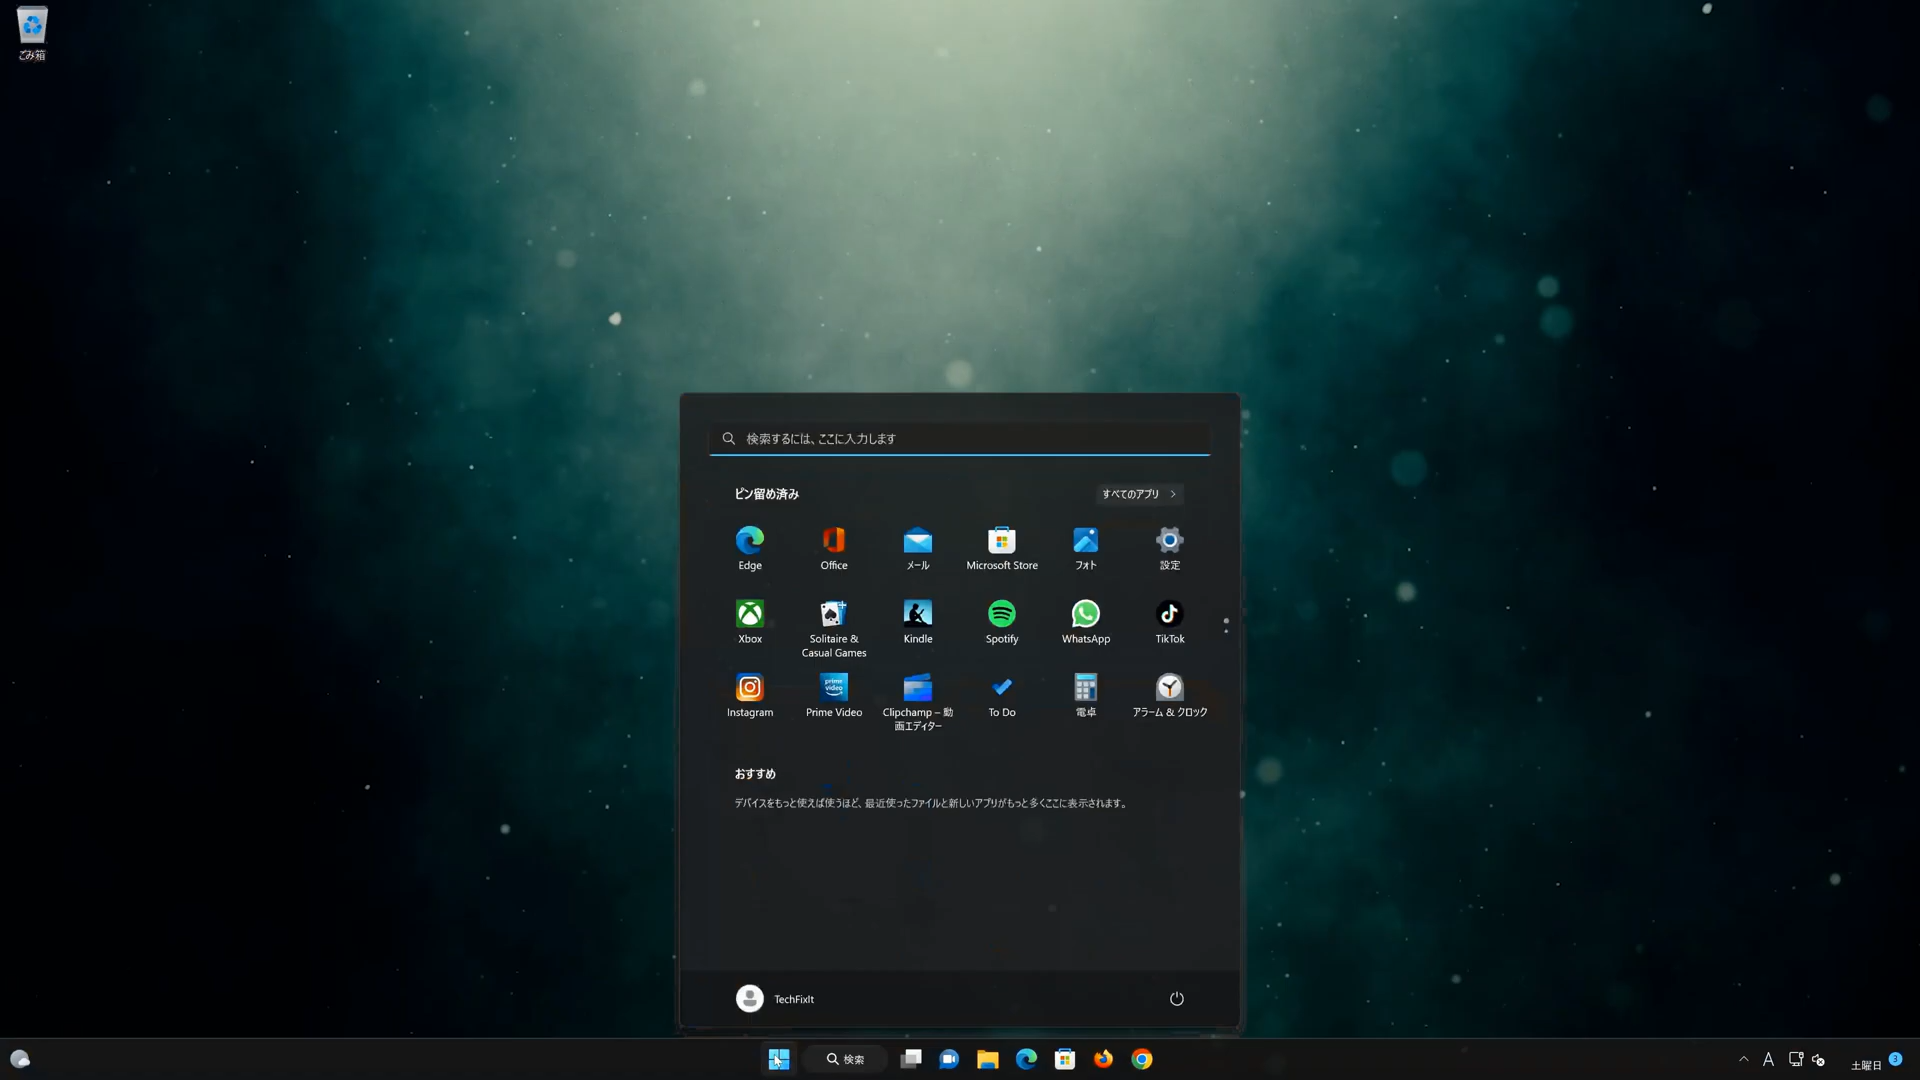 ごみ箱
検索するには、ここに入力します
ピン留め済み
すべてのアプリ
Edge
Office
メール
Microsoft Store
フォト
設定
Xbox
Solitaire &
Casual Games
Kindle
Spotify
WhatsApp
TikTok
Instagram
prime video
Prime Video
Clipchamp – 動
画エディター
To Do
電卓
アラーム & クロック
おすすめ
デバイスをもっと使えば使うほど、最近使ったファイルと新しいアプリがもっと多くここに表示されます。
TechFixIt
検索
A
土曜日
3